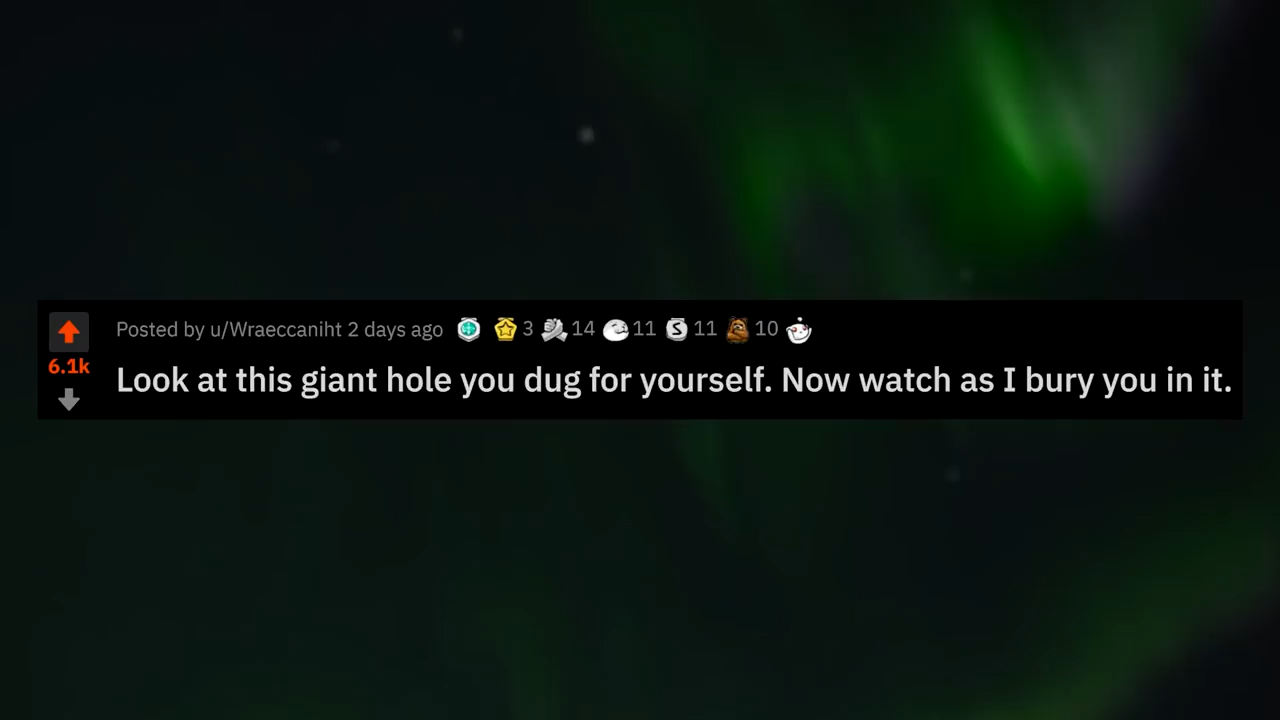 Posted by u/Wraeccaniht 2 days ago 3 14 11 S 11 10
6.1k
Look at this giant hole you dug for yourself. Now watch as I bury you in it.